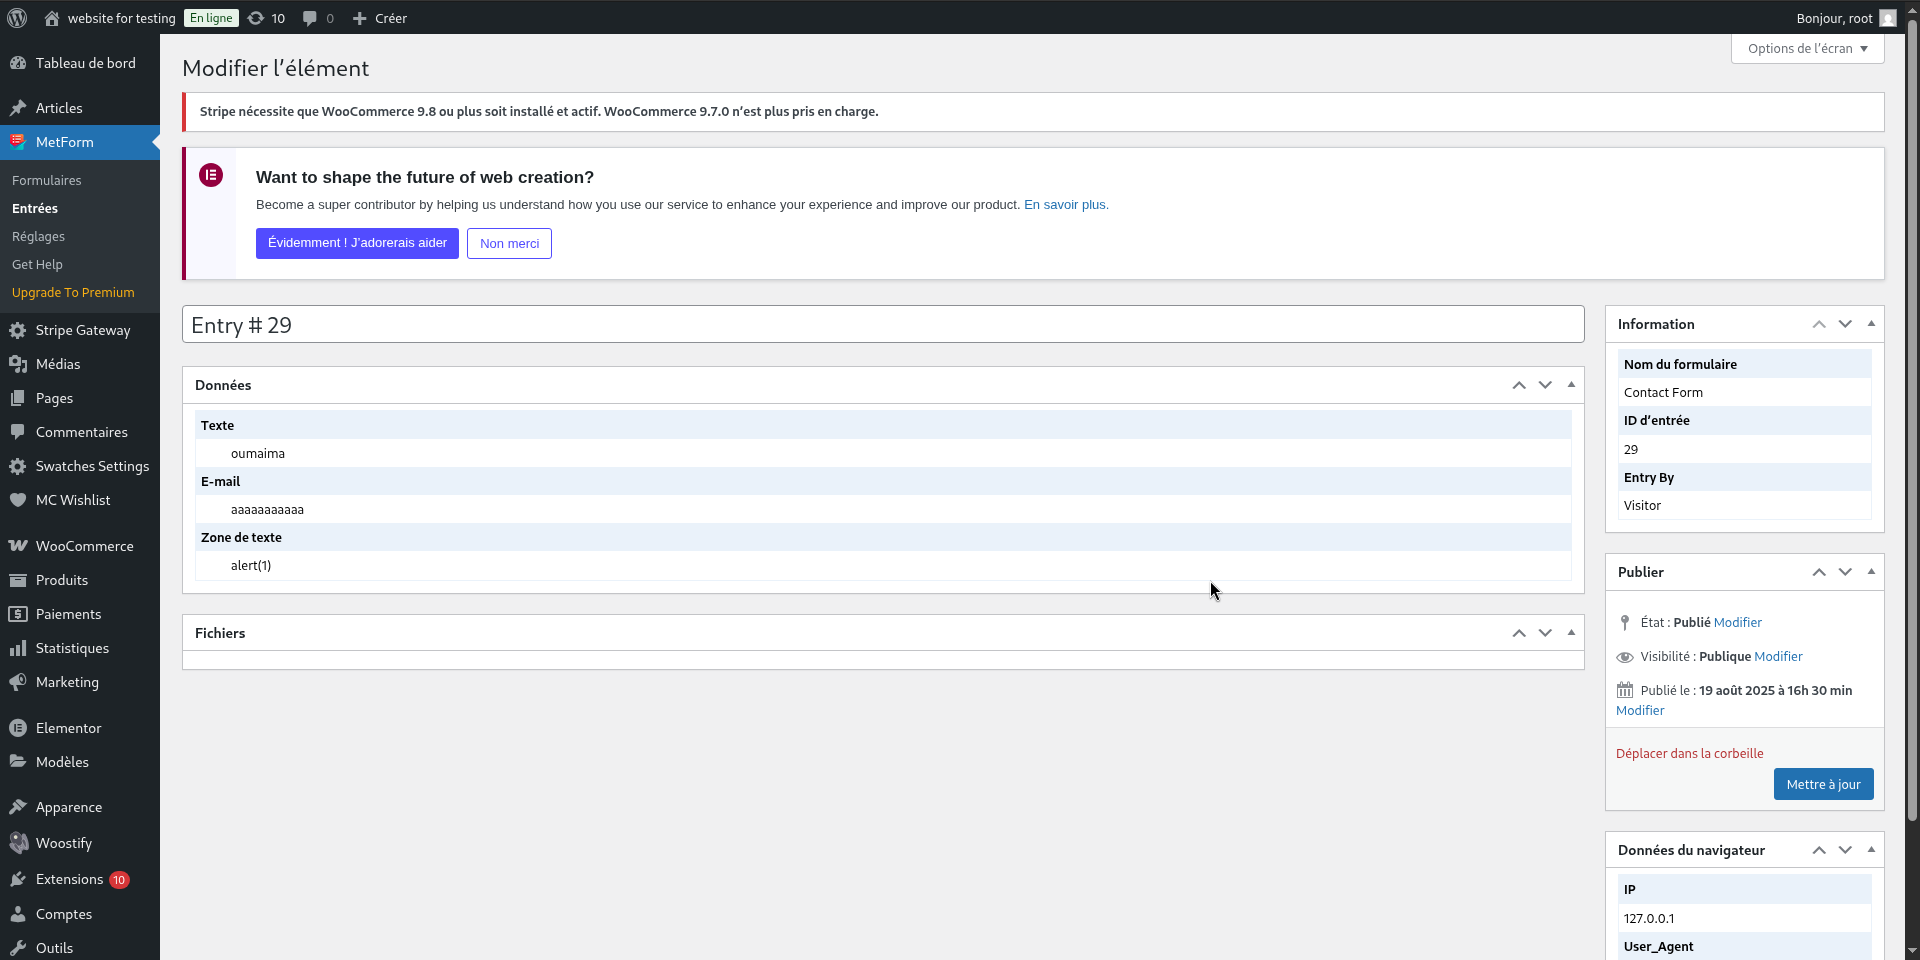 website for testing En ligne 10 0 Créer Bonjour, root
Tableau de bord
Articles
MetForm
Formulaires
Entrées
Réglages
Get Help
Upgrade To Premium
Stripe Gateway
Médias
Pages
Commentaires
Swatches Settings
MC Wishlist
WooCommerce
Produits
Paiements
Statistiques
Marketing
Elementor
Modèles
Apparence
Woostify
Extensions 10
Comptes
Outils
Options de l’écran
Modifier l’élément
Stripe nécessite que WooCommerce 9.8 ou plus soit installé et actif. WooCommerce 9.7.0 n’est plus pris en charge.
Want to shape the future of web creation?
Become a super contributor by helping us understand how you use our service to enhance your experience and improve our product. En savoir plus.
Évidemment ! J’adorerais aider Non merci
Entry # 29
Données
Texte
oumaima
E-mail
aaaaaaaaaaa
Zone de texte
alert(1)
Fichiers
Information
Nom du formulaire
Contact Form
ID d’entrée
29
Entry By
Visitor
Publier
État : Publié Modifier
Visibilité : Publique Modifier
Publié le : 19 août 2025 à 16h 30 min
Modifier
Déplacer dans la corbeille
Mettre à jour
Données du navigateur
IP
127.0.0.1
User_Agent